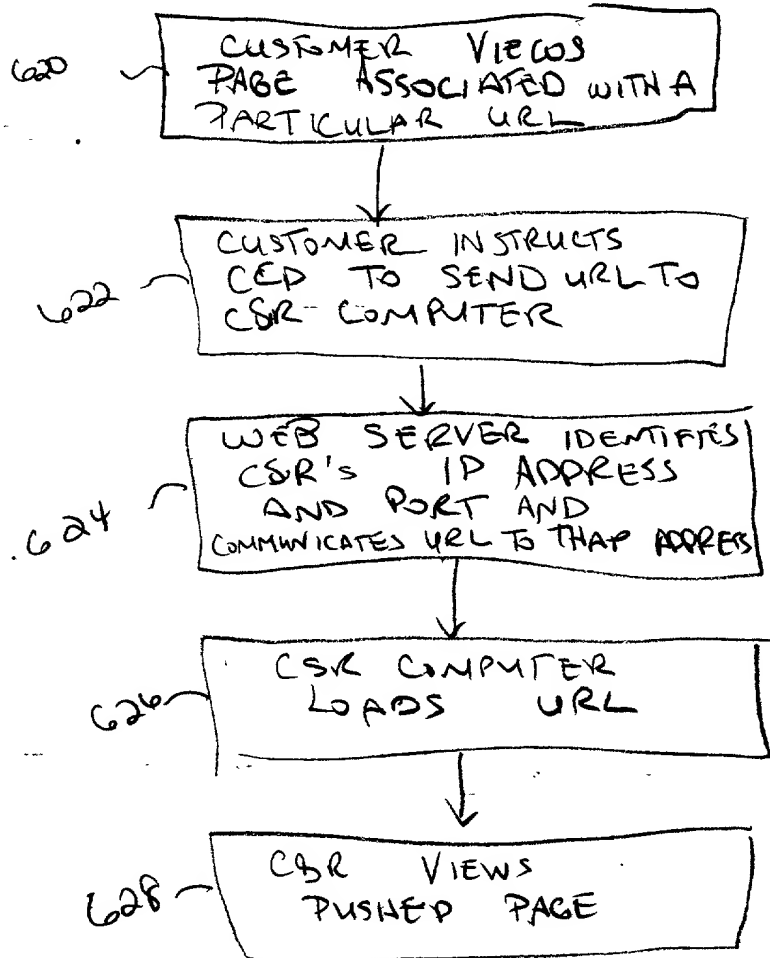 620
CUSTOMER VIEWS
PAGE ASSOCIATED WITH A
PARTICULAR URL
622
CUSTOMER INSTRUCTS
CCD TO SEND URL TO
CSR COMPUTER
624
WEB SERVER IDENTIFIES
CSR's IP ADDRESS
AND PORT AND
COMMUNICATES URL TO THAT ADDRESS
626
CSR COMPUTER
LOADS URL
628
CSR VIEWS
PUSHED PAGE